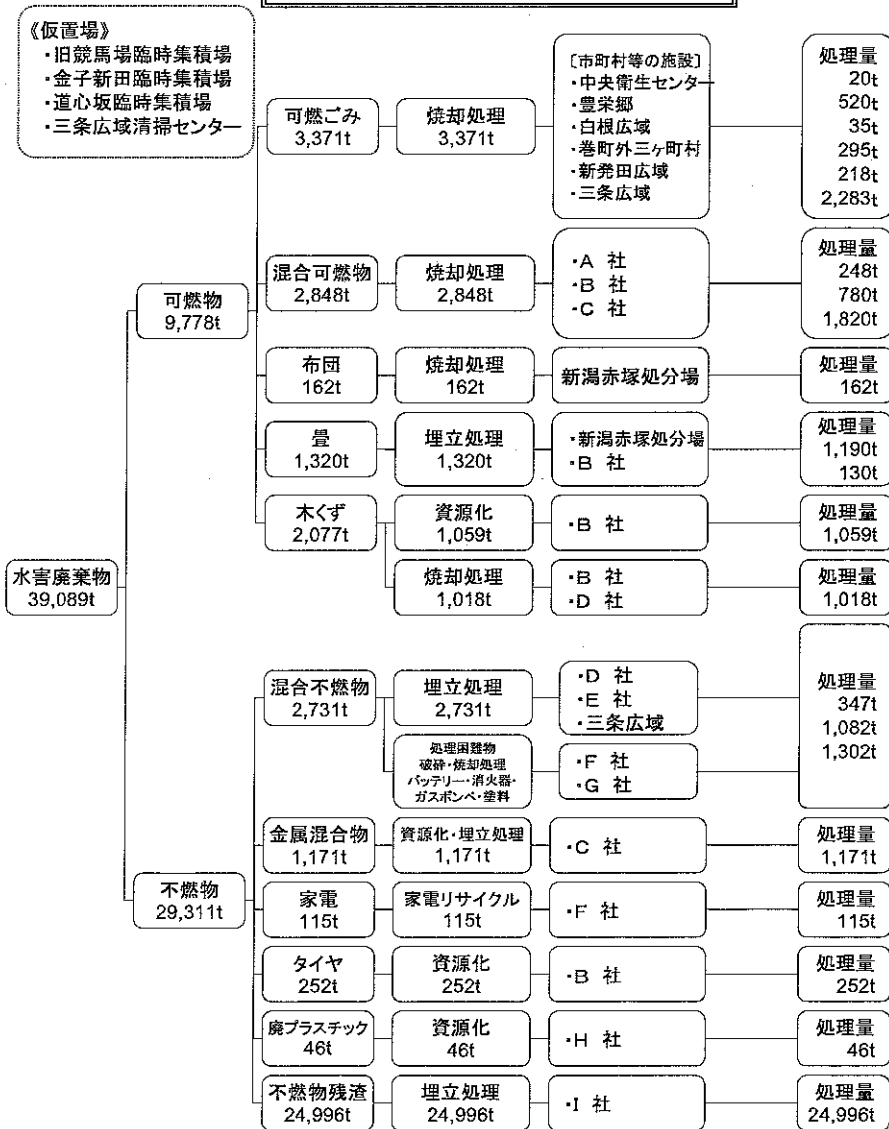 《仮置場》
・旧競馬場臨時集積場
・金子新田臨時集積場
・道心坂臨時集積場
・三条広域清掃センター
水害廃棄物
39,089t
可燃物
9,778t
可燃ごみ
3,371t
焼却処理
3,371t
〔市町村等の施設〕
・中央衛生センター
・豊栄郷
・白根広域
・巻町外三ヶ町村
・新発田広域
・三条広域
処理量
20t
520t
35t
295t
218t
2,283t
混合可燃物
2,848t
焼却処理
2,848t
・A 社
・B 社
・C 社
処理量
248t
780t
1,820t
布団
162t
焼却処理
162t
新潟赤塚処分場
処理量
162t
畳
1,320t
埋立処理
1,320t
・新潟赤塚処分場
・B 社
処理量
1,190t
130t
木くず
2,077t
資源化
1,059t
・B 社
処理量
1,059t
焼却処理
1,018t
・B 社
・D 社
処理量
1,018t
不燃物
29,311t
混合不燃物
2,731t
埋立処理
2,731t
・D 社
・E 社
・三条広域
処理量
347t
1,082t
1,302t
処理困難物
破砕・焼却処理
バッテリー・消火器・
ガスボンベ・塗料
・F 社
・G 社
金属混合物
1,171t
資源化・埋立処理
1,171t
・C 社
処理量
1,171t
家電
115t
家電リサイクル
115t
・F 社
処理量
115t
タイヤ
252t
資源化
252t
・B 社
処理量
252t
廃プラスチック
46t
資源化
46t
・H 社
処理量
46t
不燃物残渣
24,996t
埋立処理
24,996t
・I 社
処理量
24,996t